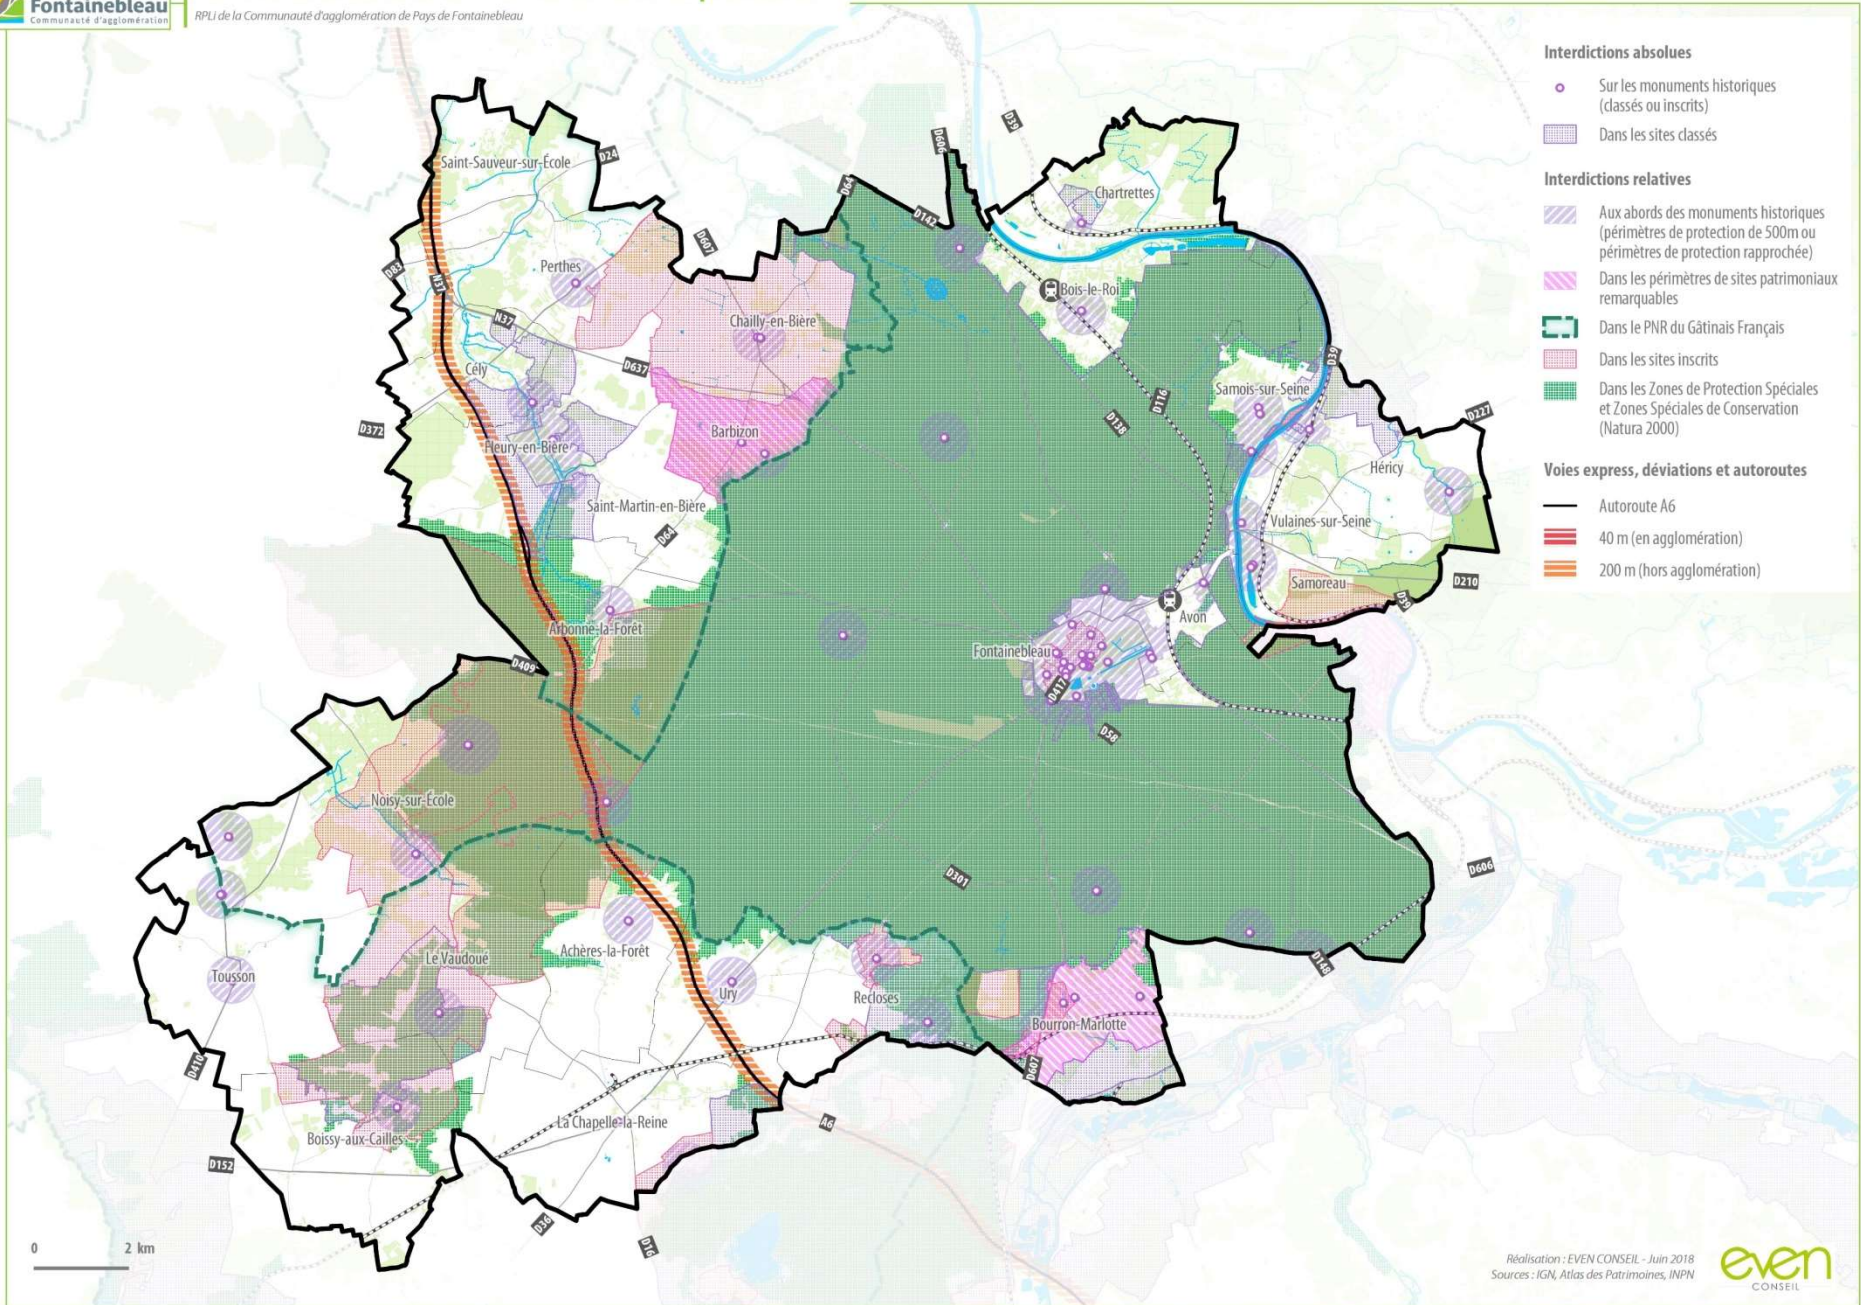 Fontainebleau
Communauté d'agglomération
RPLi de la Communauté d'agglomération de Pays de Fontainebleau
Interdictions absolues
Sur les monuments historiques
(classés ou inscrits)
Dans les sites classés
Interdictions relatives
Aux abords des monuments historiques
(périmètres de protection de 500m ou
périmètres de protection rapprochée)
Dans les périmètres de sites patrimoniaux
remarquables
Dans le PNR du Gâtinais Français
Dans les sites inscrits
Dans les Zones de Protection Spéciales
et Zones Spéciales de Conservation
(Natura 2000)
Voies express, déviations et autoroutes
Autoroute A6
40 m (en agglomération)
200 m (hors agglomération)
D39
D606
Saint-Sauveur-sur-École
D24
D64
Chartrettes
D142
D607
D83
Perthes
N37
Bois-le-Roi
N37
Chailly-en-Bière
D637
D39
Cély
Samois-sur-Seine
D116
D138
D227
D372
Barbizon
Fleury-en-Bière
Héricy
Saint-Martin-en-Bière
D64
Vulaines-sur-Seine
Samoreau
D210
D39
Avon
Arbonne-la-Forêt
Fontainebleau
D409
D417
D58
Noisy-sur-École
D301
D606
Achères-la-Forêt
Le Vaudoué
D148
Tousson
Ury
Recloses
Bourron-Marlotte
D410
D607
La Chapelle-la-Reine
A6
Boissy-aux-Cailles
D152
D36
D16
0 2 km
Réalisation : EVEN CONSEIL - Juin 2018
Sources : IGN, Atlas des Patrimoines, INPN
even
CONSEIL